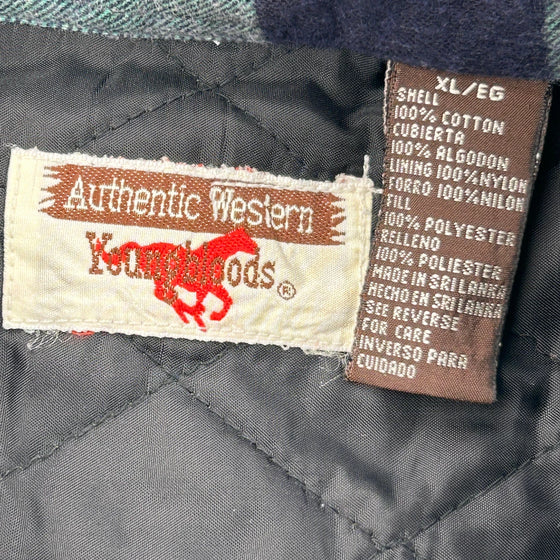 Authentic Western
Youngbloods®
XL/EG
SHELL
100% COTTON
CUBIERTA
100% ALGODON
LINING 100% NYLON
FORRO 100% NILON
FILL
100% POLYESTER
RELLENO
100% POLIESTER
MADE IN SRI LANKA
HECHO EN SRI LANKA
SEE REVERSE
FOR CARE
INVERSO PARA
CUIDADO